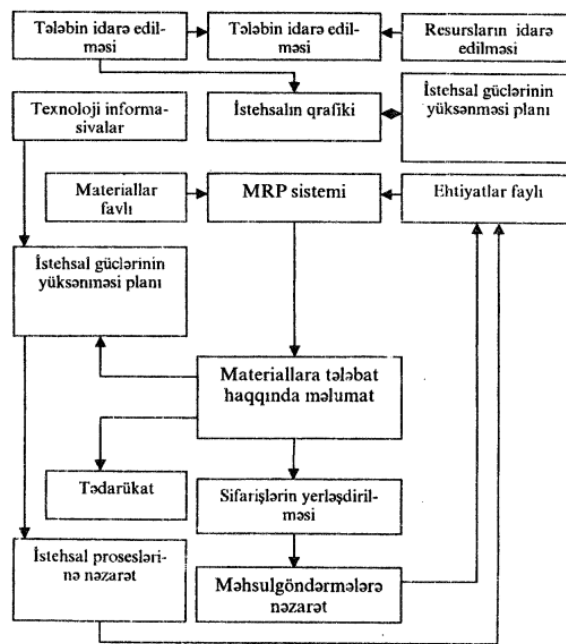 Tələbin idarə edil-
məsi
Tələbin idarə edil-
məsi
Resursların idarə
edilməsi
Texnoloji informa-
sivalar
İstehsalın qrafiki
İstehsal güclərinin
yüksənməsi planı
Materiallar
favlı
MRP sistemi
Ehtiyatlar faylı
İstehsal güclərinin
yüksənməsi planı
Materiallara tələbat
haqqında məlumat
Tədarükat
Sifarişlərin yerləşdiril-
məsi
İstehsal proseslәri-
nə nəzarət
Məhsulgöndərmələrə
nəzarət